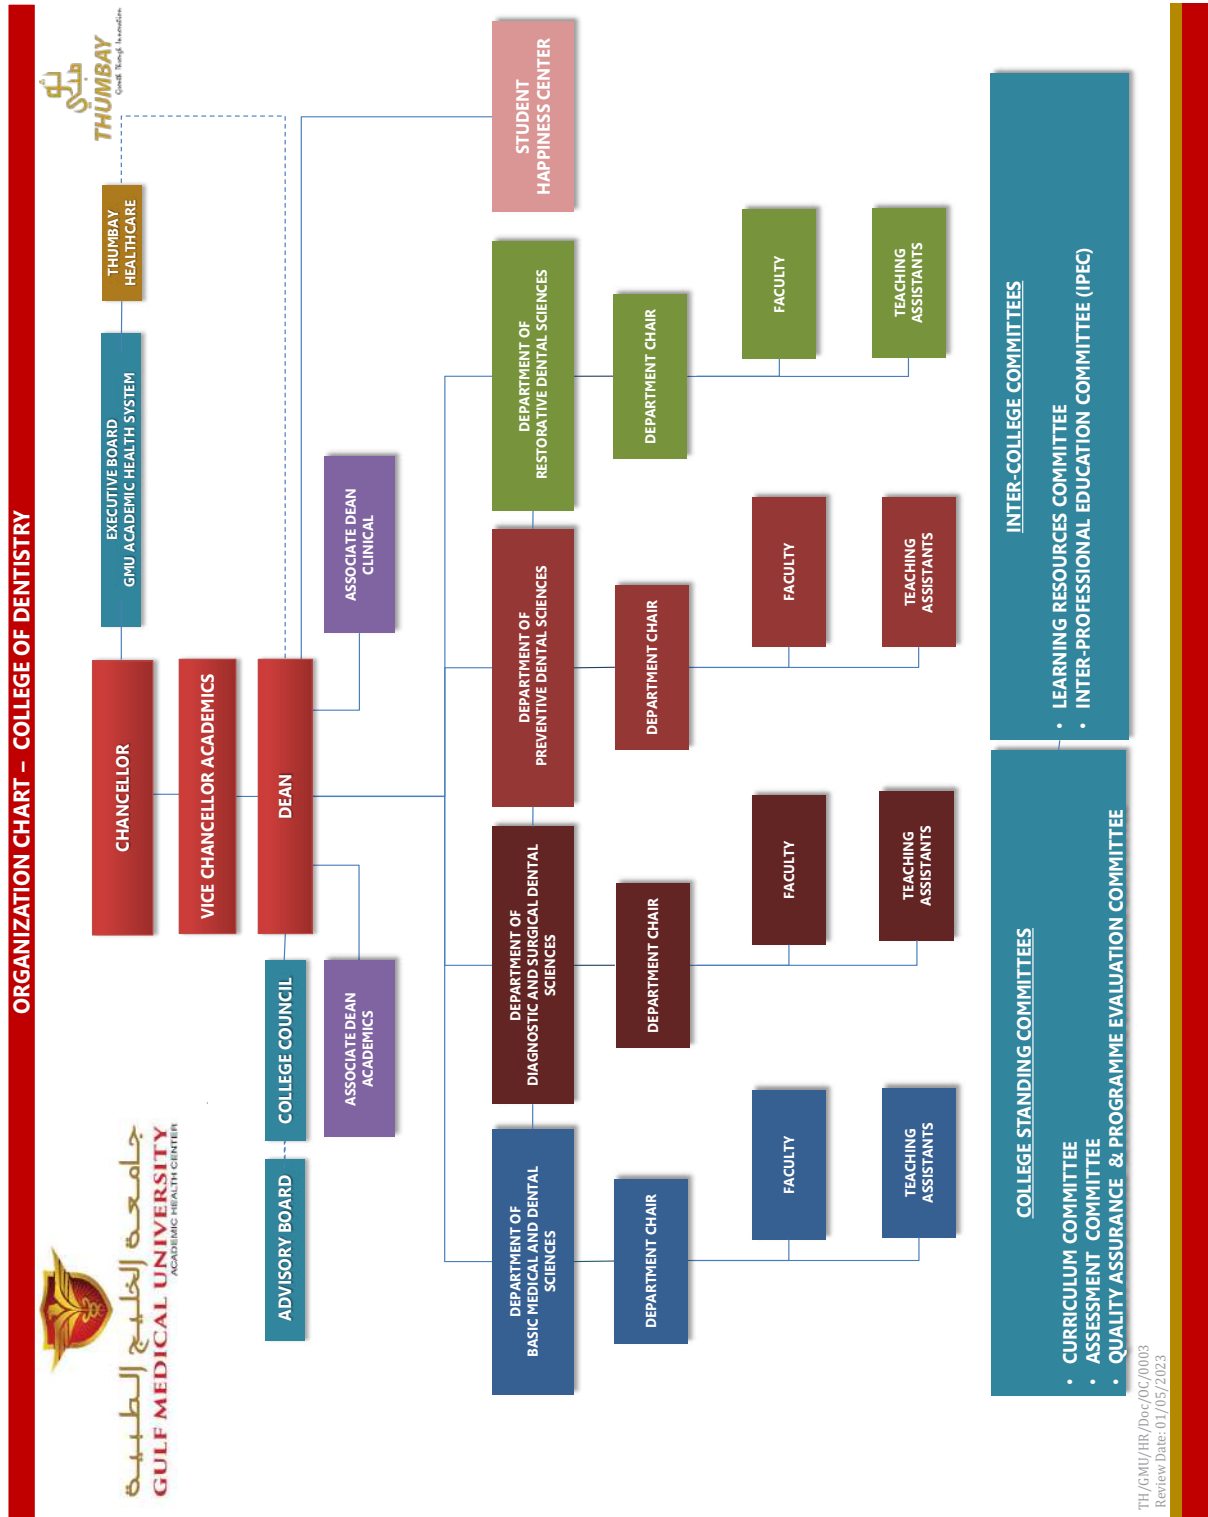 ORGANIZATION CHART – COLLEGE OF DENTISTRY
جامعة الخليج الطبية
GULF MEDICAL UNIVERSITY
ACADEMIC HEALTH CENTER
THUMBAY
Growth Through Innovation
CHANCELLOR
EXECUTIVE BOARD
GMU ACADEMIC HEALTH SYSTEM
THUMBAY
HEALTHCARE
VICE CHANCELLOR ACADEMICS
ADVISORY BOARD
COLLEGE COUNCIL
DEAN
ASSOCIATE DEAN
ACADEMICS
ASSOCIATE DEAN
CLINICAL
DEPARTMENT OF
BASIC MEDICAL AND DENTAL
SCIENCES
DEPARTMENT OF
DIAGNOSTIC AND SURGICAL DENTAL
SCIENCES
DEPARTMENT OF
PREVENTIVE DENTAL SCIENCES
DEPARTMENT OF
RESTORATIVE DENTAL SCIENCES
STUDENT
HAPPINESS CENTER
DEPARTMENT CHAIR
DEPARTMENT CHAIR
DEPARTMENT CHAIR
DEPARTMENT CHAIR
FACULTY
FACULTY
FACULTY
FACULTY
TEACHING
ASSISTANTS
TEACHING
ASSISTANTS
TEACHING
ASSISTANTS
TEACHING
ASSISTANTS
COLLEGE STANDING COMMITTEES
• CURRICULUM COMMITTEE
• ASSESSMENT COMMITTEE
• QUALITY ASSURANCE & PROGRAMME EVALUATION COMMITTEE
INTER-COLLEGE COMMITTEES
• LEARNING RESOURCES COMMITTEE
• INTER-PROFESSIONAL EDUCATION COMMITTEE (IPEC)
TH/GMU/HR/Doc/OC/0003
Review Date: 01/05/2023